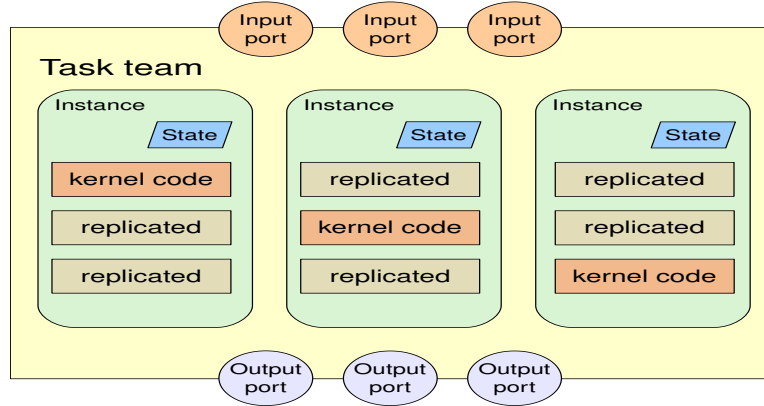 Input port
Input port
Input port
Task team
Instance
State
kernel code
replicated
replicated
Instance
State
replicated
kernel code
replicated
Instance
State
replicated
replicated
kernel code
Output port
Output port
Output port